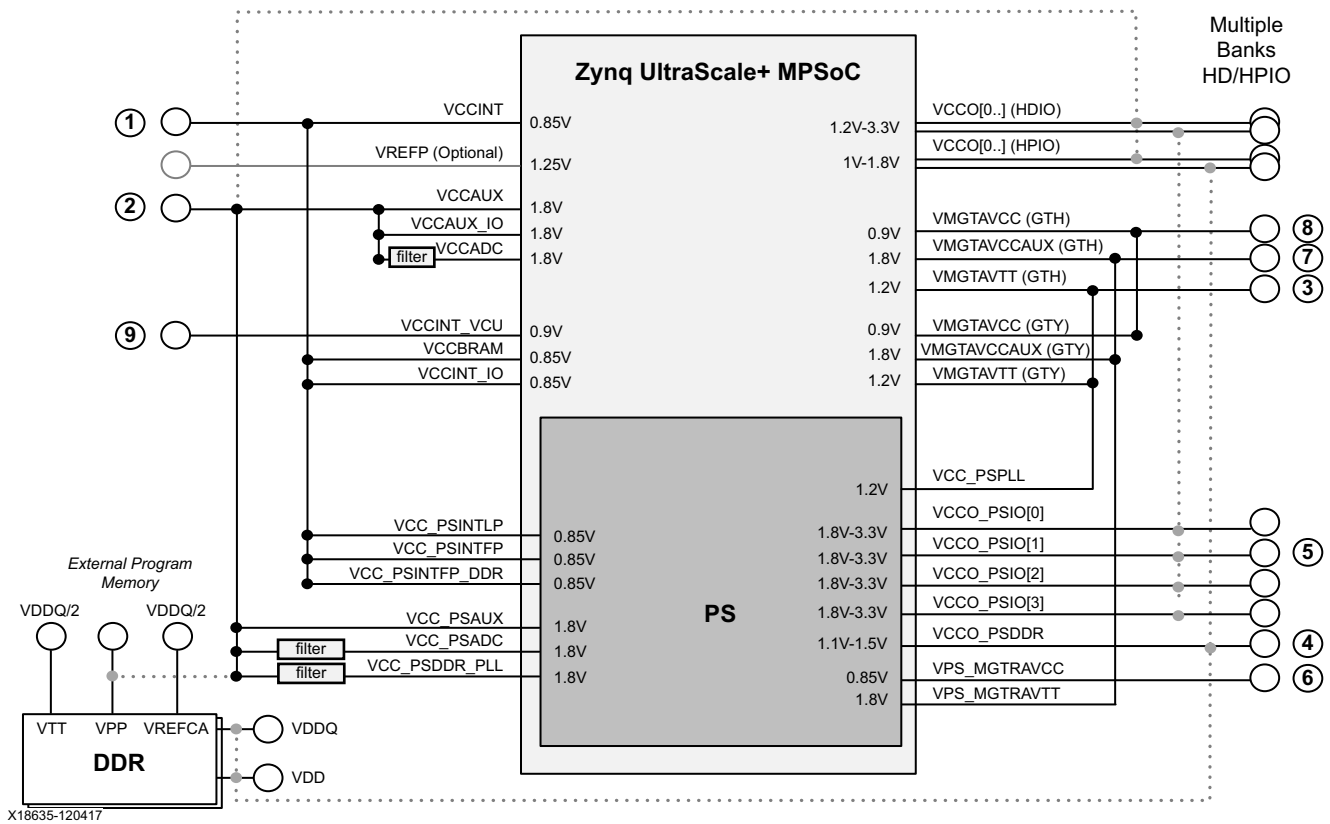 Multiple
Banks
HD/HPIO
Zynq UltraScale+ MPSoC
1
VCCINT
0.85V
VREFP (Optional)
1.25V
2
VCCAUX
1.8V
VCCAUX_IO
1.8V
filter
VCCADC
1.8V
9
VCCINT_VCU
0.9V
VCCBRAM
0.85V
VCCINT_IO
0.85V
1.2V-3.3V
VCCO[0..] (HDIO)
1V-1.8V
VCCO[0..] (HPIO)
0.9V
VMGTAVCC (GTH)
8
1.8V
VMGTAVCCAUX (GTH)
7
1.2V
VMGTAVTT (GTH)
3
0.9V
VMGTAVCC (GTY)
1.8V
VMGTAVCCAUX (GTY)
1.2V
VMGTAVTT (GTY)
PS
VCC_PSINTLP
0.85V
VCC_PSINTFP
0.85V
VCC_PSINTFP_DDR
0.85V
VCC_PSAUX
1.8V
filter
VCC_PSADC
1.8V
filter
VCC_PSDDR_PLL
1.8V
1.2V
VCC_PSPLL
1.8V-3.3V
VCCO_PSIO[0]
1.8V-3.3V
VCCO_PSIO[1]
5
1.8V-3.3V
VCCO_PSIO[2]
1.8V-3.3V
VCCO_PSIO[3]
1.1V-1.5V
VCCO_PSDDR
4
0.85V
VPS_MGTRAVCC
6
1.8V
VPS_MGTRAVTT
External Program
Memory
VDDQ/2
VDDQ/2
VTT
VPP
VREFCA
DDR
VDDQ
VDD
X18635-120417